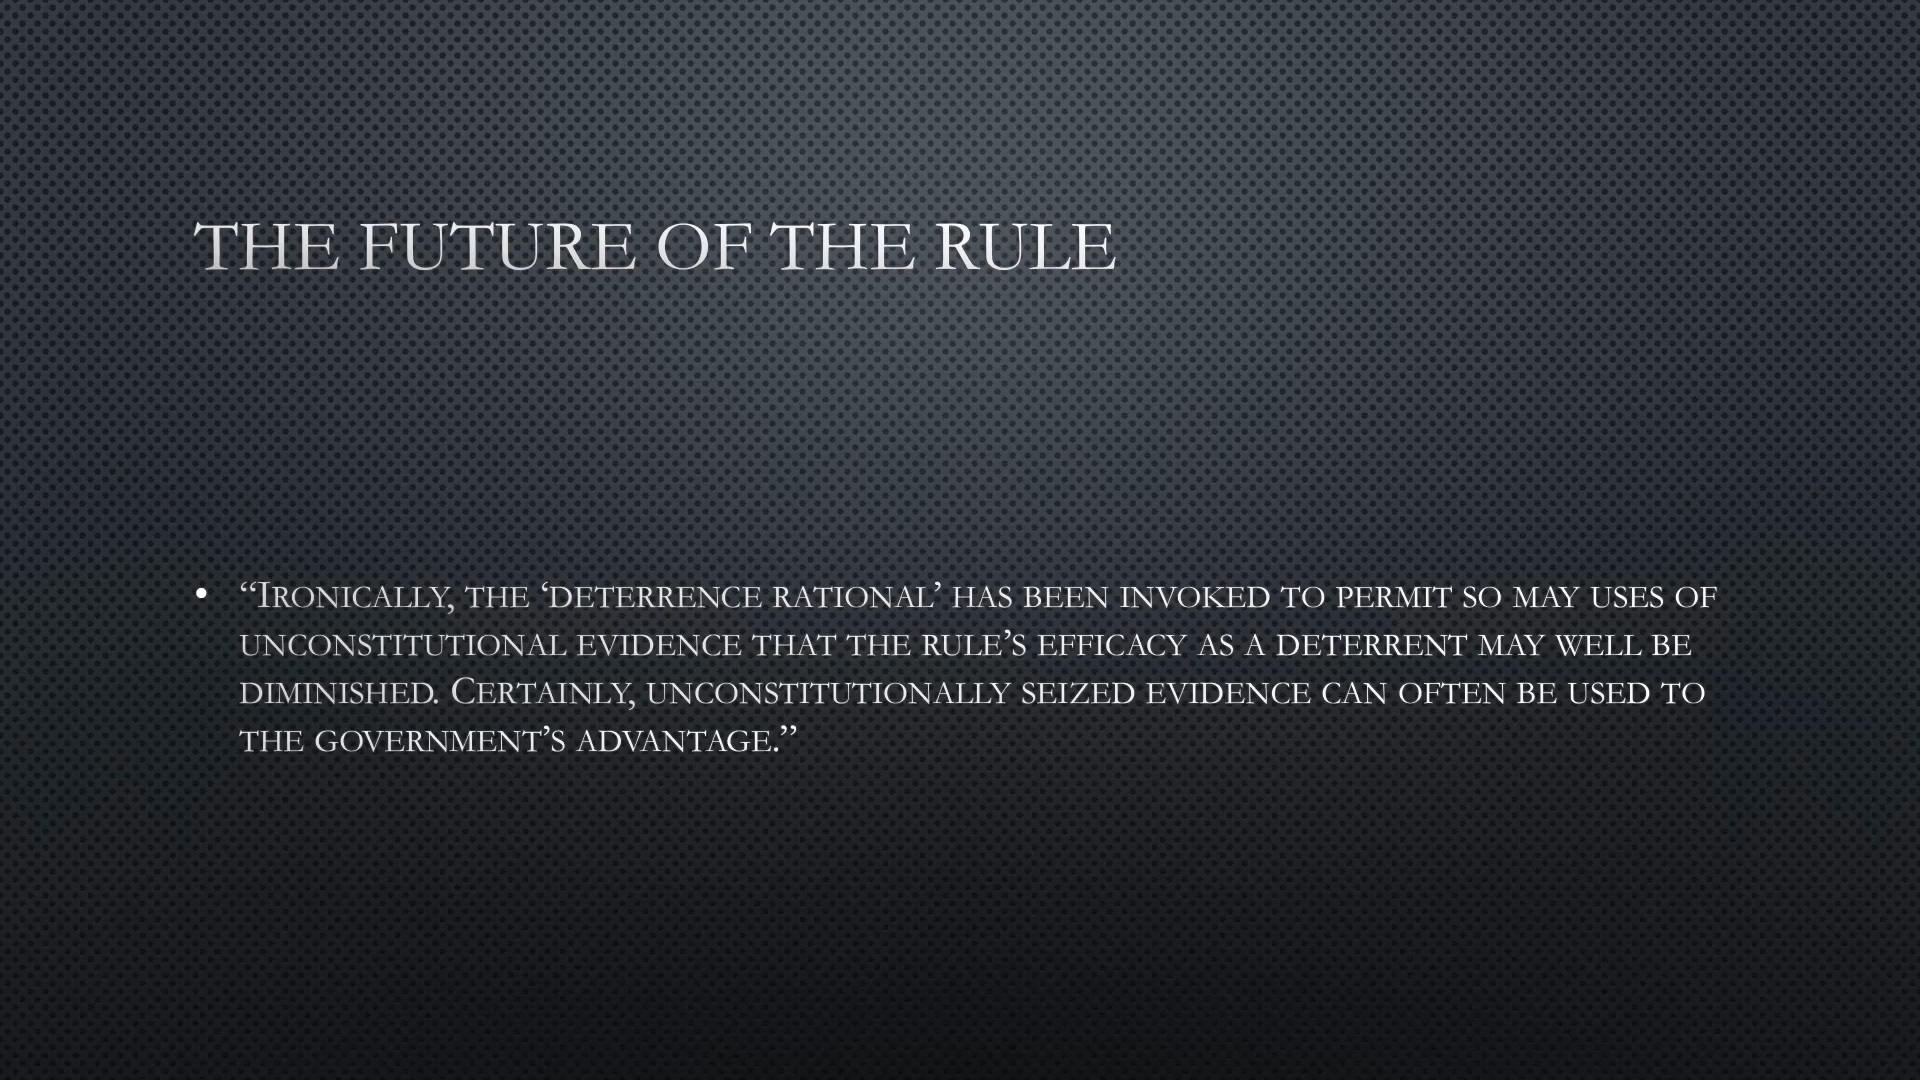 THE FUTURE OF THE RULE
• “IRONICALLY, THE ‘DETERRENCE RATIONAL’ HAS BEEN INVOKED TO PERMIT SO MAY USES OF
UNCONSTITUTIONAL EVIDENCE THAT THE RULE’S EFFICACY AS A DETERRENT MAY WELL BE
DIMINISHED. CERTAINLY, UNCONSTITUTIONALLY SEIZED EVIDENCE CAN OFTEN BE USED TO
THE GOVERNMENT’S ADVANTAGE.”